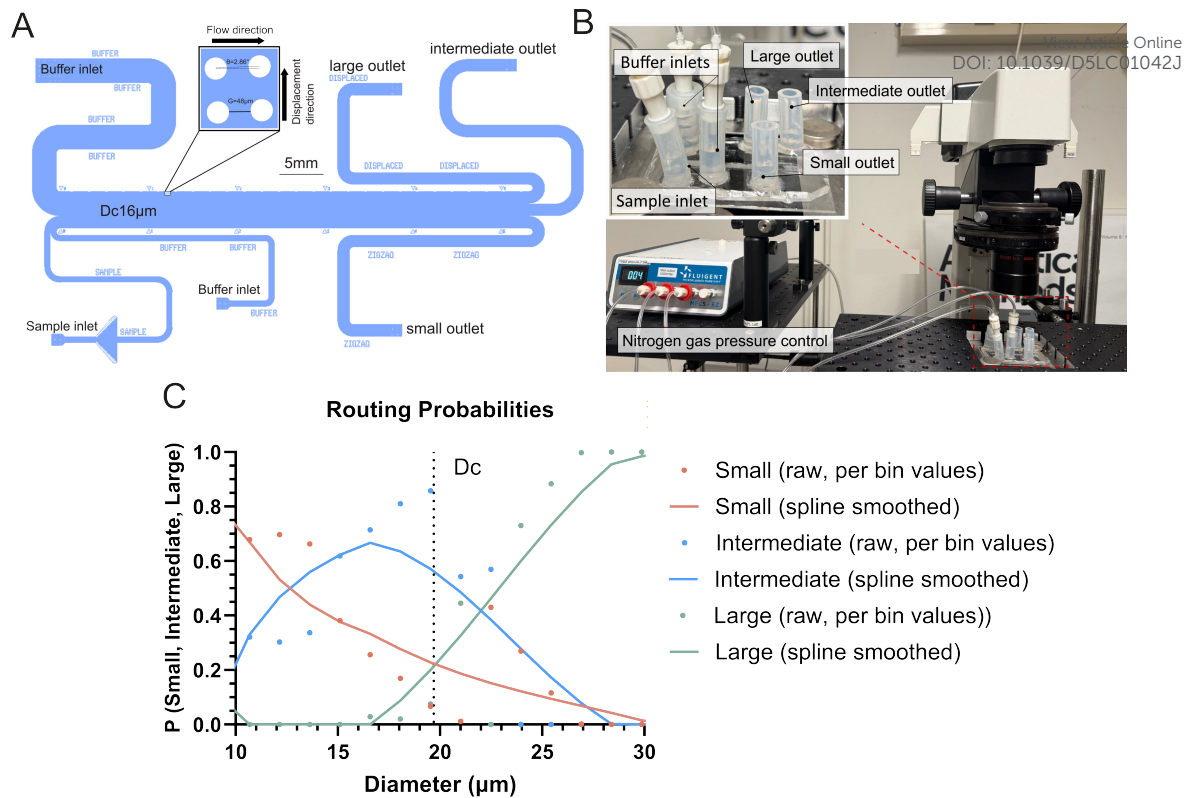 A
Flow direction
θ=2.86°
G=48µm
Displacement
direction
BUFFER
Buffer inlet
BUFFER
BUFFER
BUFFER
large outlet
DISPLACED
intermediate outlet
5mm
DISPLACED
DISPLACED
Dc16µm
BUFFER
BUFFER
ZIGZAG
ZIGZAG
SAMPLE
Buffer inlet
BUFFER
Sample inlet
SAMPLE
small outlet
ZIGZAG
B
View Article Online
DOI: 10.1039/D5LC01042J
Buffer inlets
Large outlet
Intermediate outlet
Small outlet
Sample inlet
004
FLUIGENT
Nitrogen gas pressure control
C
Routing Probabilities
P (Small, Intermediate, Large)
1.0
0.8
0.6
0.4
0.2
0.0
Dc
10
15
20
25
30
Diameter (µm)
Small (raw, per bin values)
Small (spline smoothed)
Intermediate (raw, per bin values)
Intermediate (spline smoothed)
Large (raw, per bin values))
Large (spline smoothed)